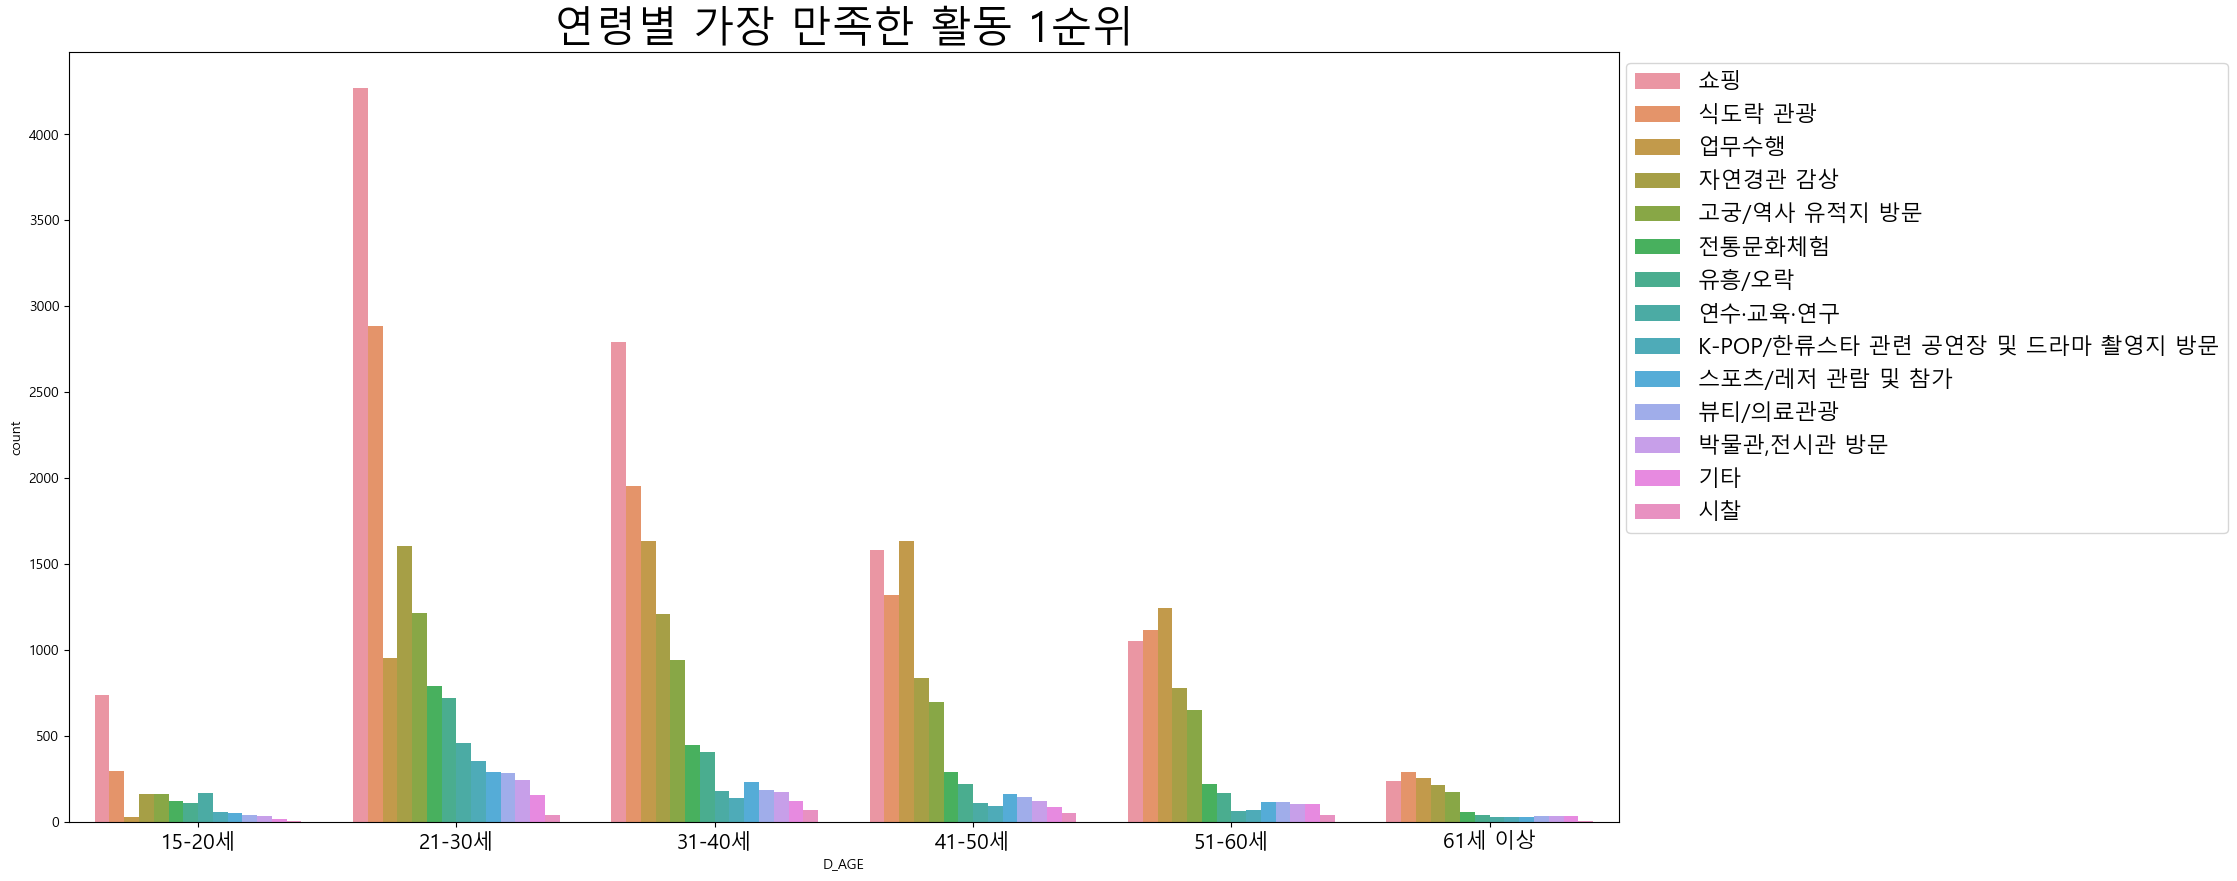 연령별 가장 만족한 활동 1순위
count
4000
3500
3000
2500
2000
1500
1000
500
0
15-20세
21-30세
31-40세
41-50세
51-60세
61세 이상
D_AGE
쇼핑
식도락 관광
업무수행
자연경관 감상
고궁/역사 유적지 방문
전통문화체험
유흥/오락
연수·교육·연구
K-POP/한류스타 관련 공연장 및 드라마 촬영지 방문
스포츠/레저 관람 및 참가
뷰티/의료관광
박물관,전시관 방문
기타
시찰